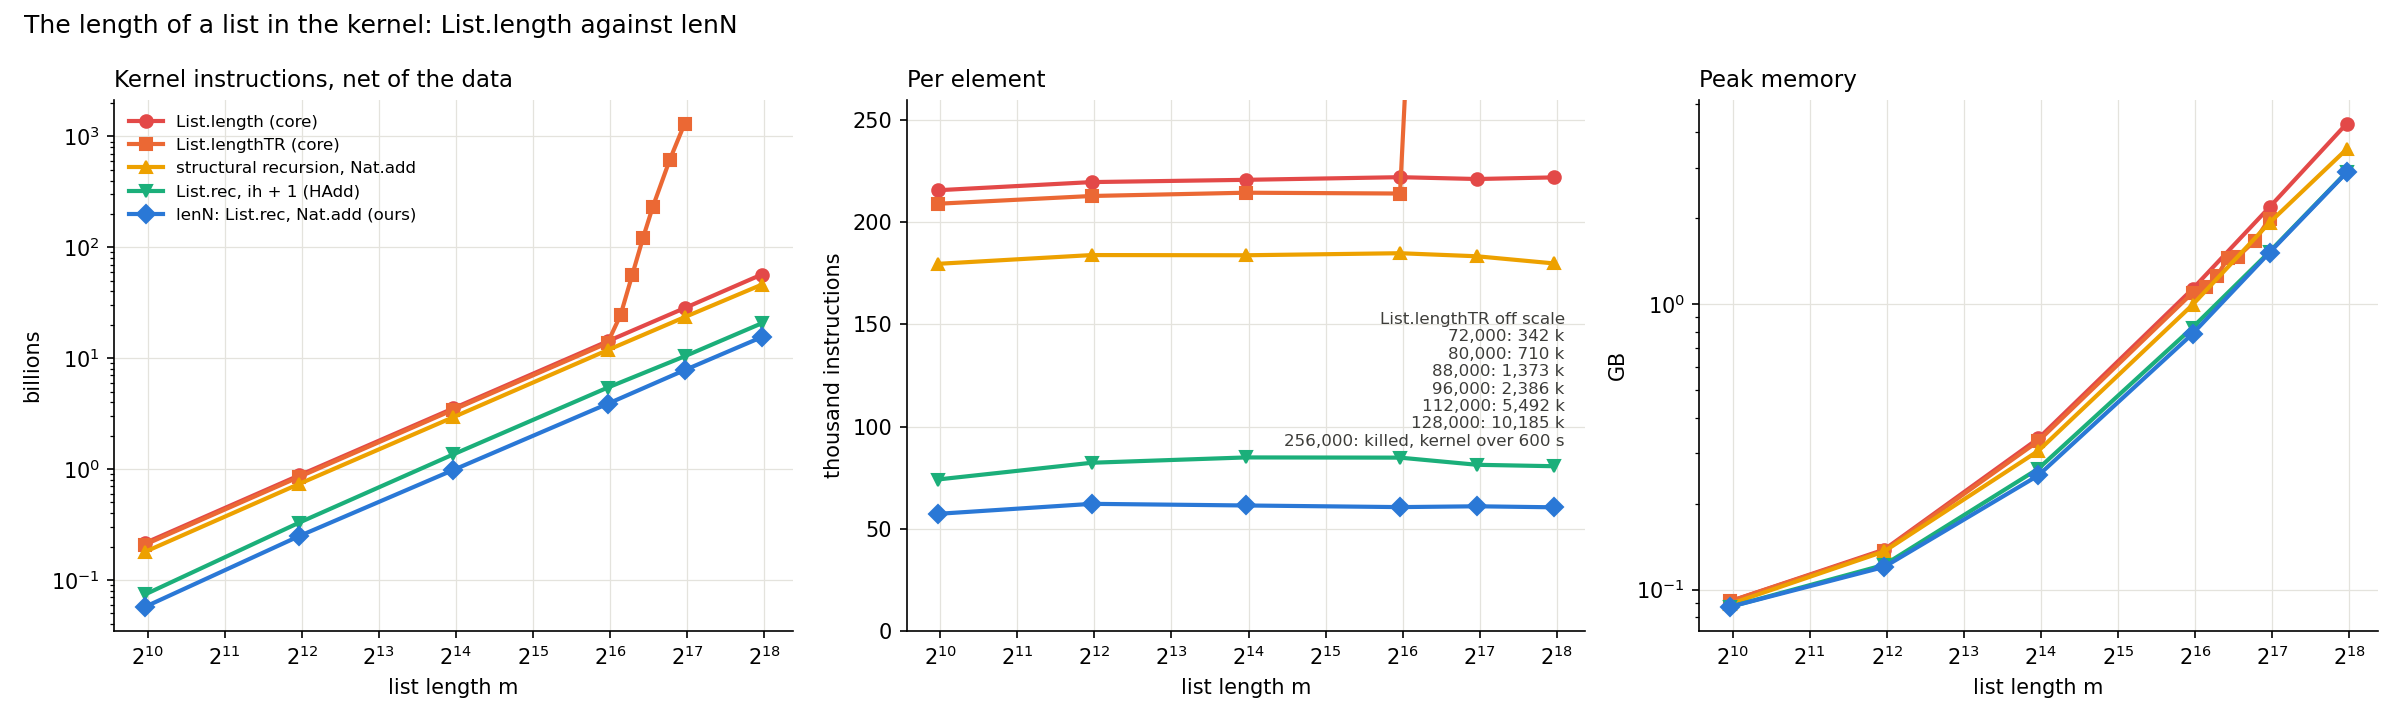 The length of a list in the kernel: List.length against lenN
Kernel instructions, net of the data
10³
10²
10¹
10⁰
10⁻¹
billions
List.length (core)
List.lengthTR (core)
structural recursion, Nat.add
List.rec, ih + 1 (HAdd)
lenN: List.rec, Nat.add (ours)
2¹⁰ 2¹¹ 2¹² 2¹³ 2¹⁴ 2¹⁵ 2¹⁶ 2¹⁷ 2¹⁸
list length m
Per element
250
200
150
100
50
0
thousand instructions
List.lengthTR off scale
72,000: 342 k
80,000: 710 k
88,000: 1,373 k
96,000: 2,386 k
112,000: 5,492 k
128,000: 10,185 k
256,000: killed, kernel over 600 s
2¹⁰ 2¹¹ 2¹² 2¹³ 2¹⁴ 2¹⁵ 2¹⁶ 2¹⁷ 2¹⁸
list length m
Peak memory
10⁰
10⁻¹
GB
2¹⁰ 2¹¹ 2¹² 2¹³ 2¹⁴ 2¹⁵ 2¹⁶ 2¹⁷ 2¹⁸
list length m